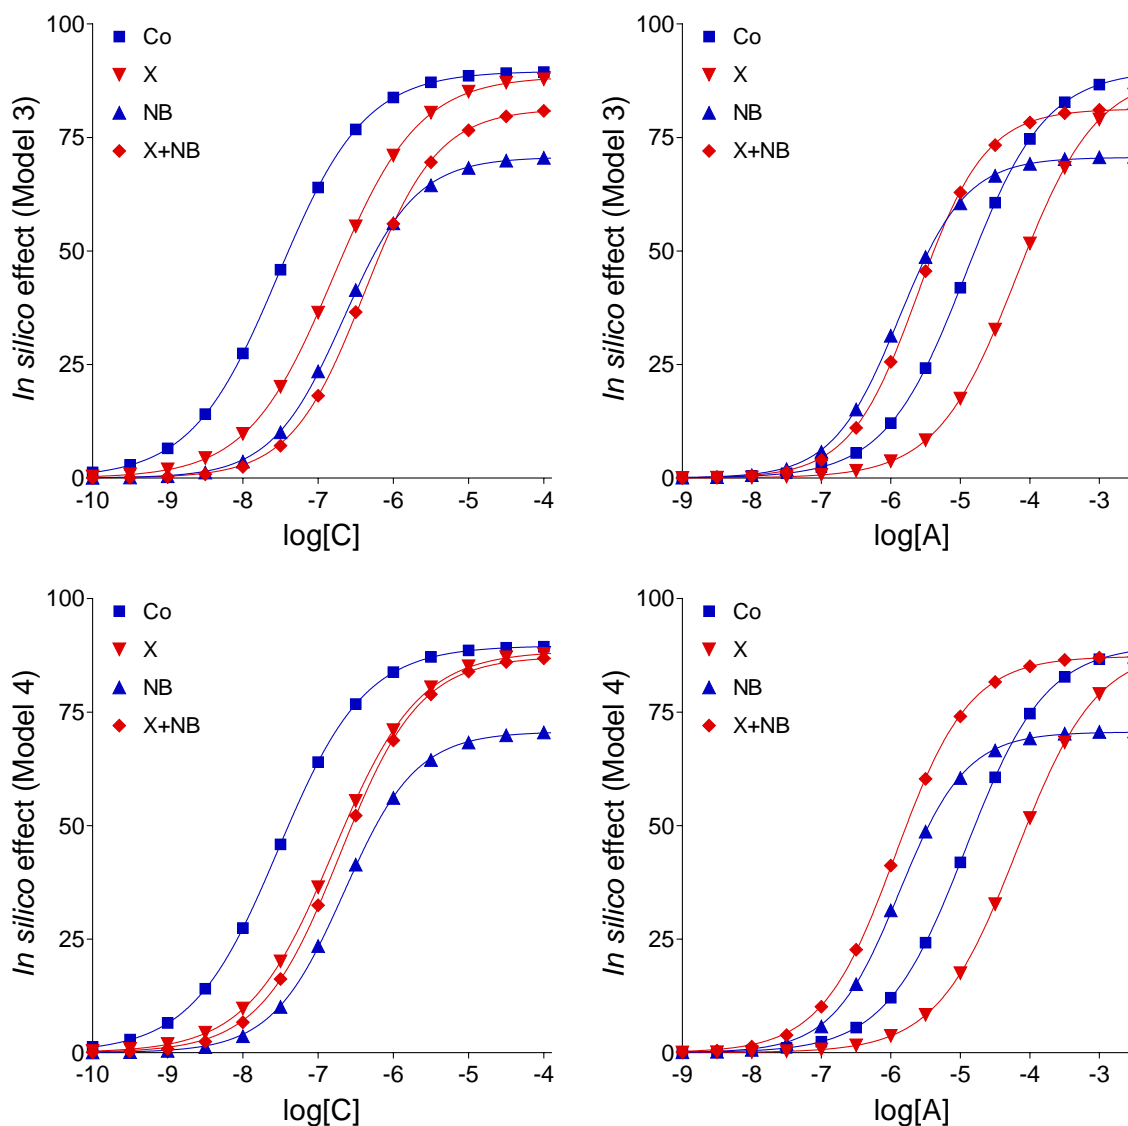 In silico effect (Model 3)
100
75
50
25
0
Co
X
NB
X+NB
-10 -9 -8 -7 -6 -5 -4
log[C]
In silico effect (Model 3)
100
75
50
25
0
Co
X
NB
X+NB
-9 -8 -7 -6 -5 -4 -3
log[A]
In silico effect (Model 4)
100
75
50
25
0
Co
X
NB
X+NB
-10 -9 -8 -7 -6 -5 -4
log[C]
In silico effect (Model 4)
100
75
50
25
0
Co
X
NB
X+NB
-9 -8 -7 -6 -5 -4 -3
log[A]